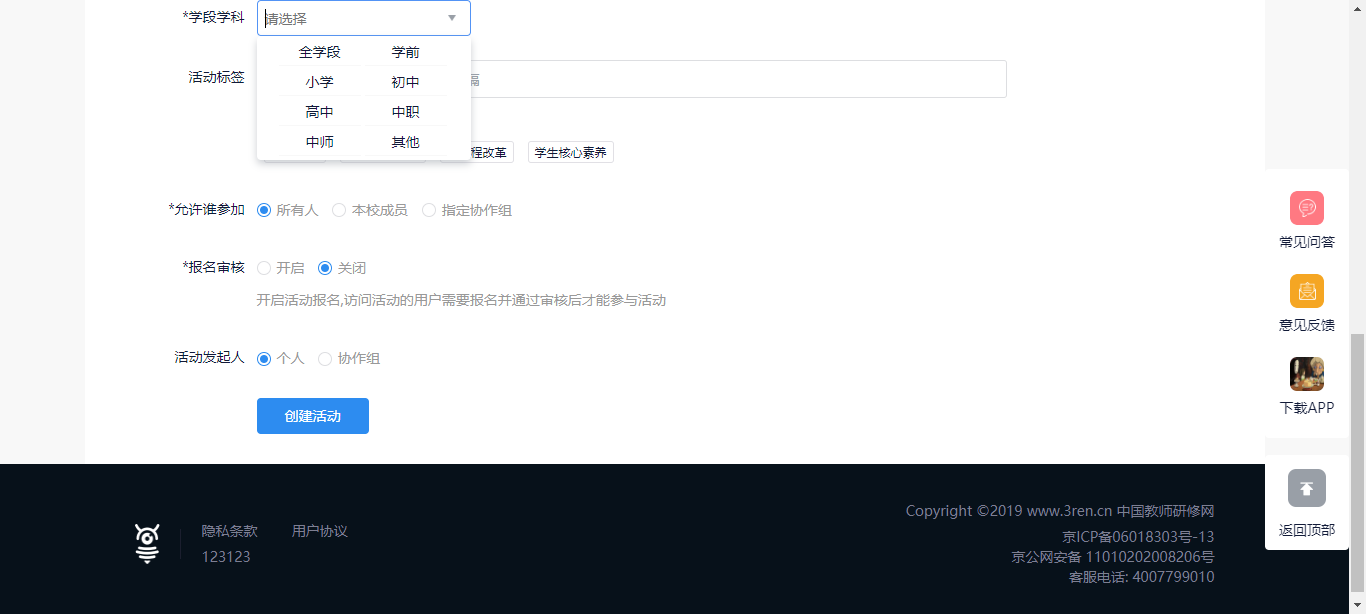 *学段学科 请选择
全学段 学前
活动标签
小学 初中
高中 中职
中师 其他
程改革 学生核心素养
*允许谁参加 所有人 本校成员 指定协作组
*报名审核 开启 关闭
开启活动报名,访问活动的用户需要报名并通过审核后才能参与活动
活动发起人 个人 协作组
创建活动
常见问答
意见反馈
下载APP
返回顶部
隐私条款 用户协议
123123
Copyright ©2019 www.3ren.cn 中国教师研修网
京ICP备06018303号-13
京公网安备 11010202008206号
客服电话: 4007799010